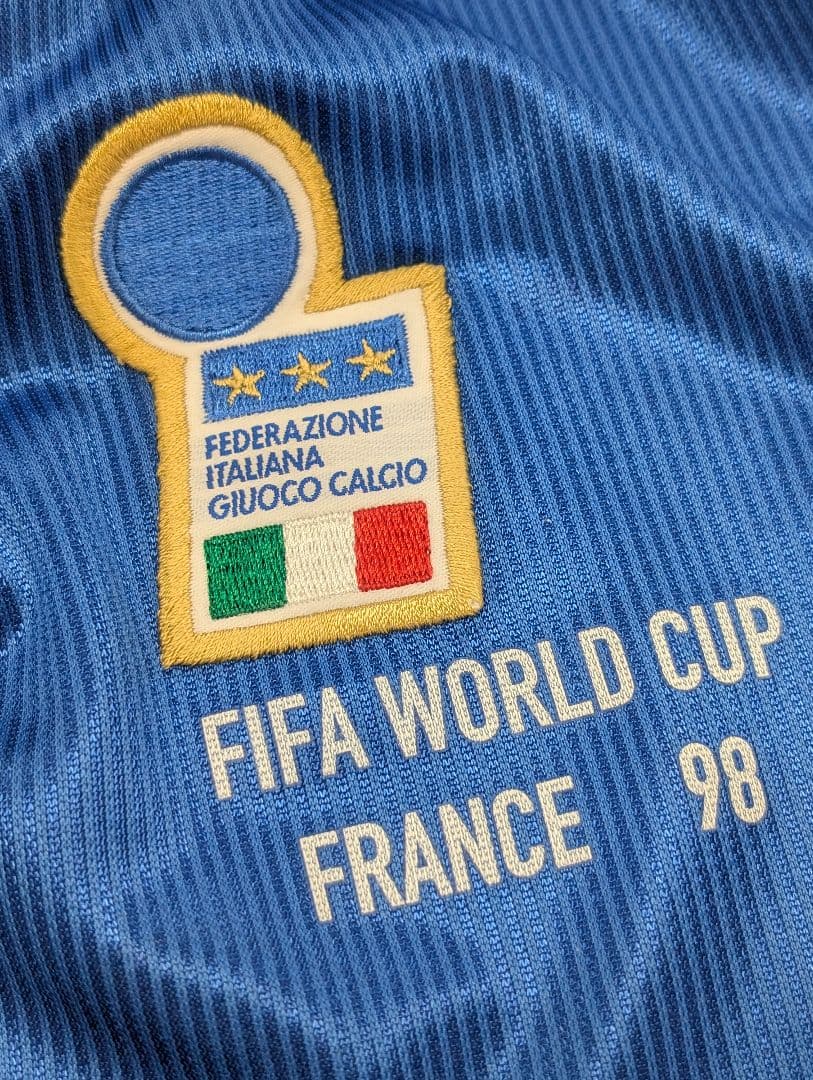 FEDERAZIONE
ITALIANA
GIUOCO CALCIO
FIFA WORLD CUP
FRANCE 98